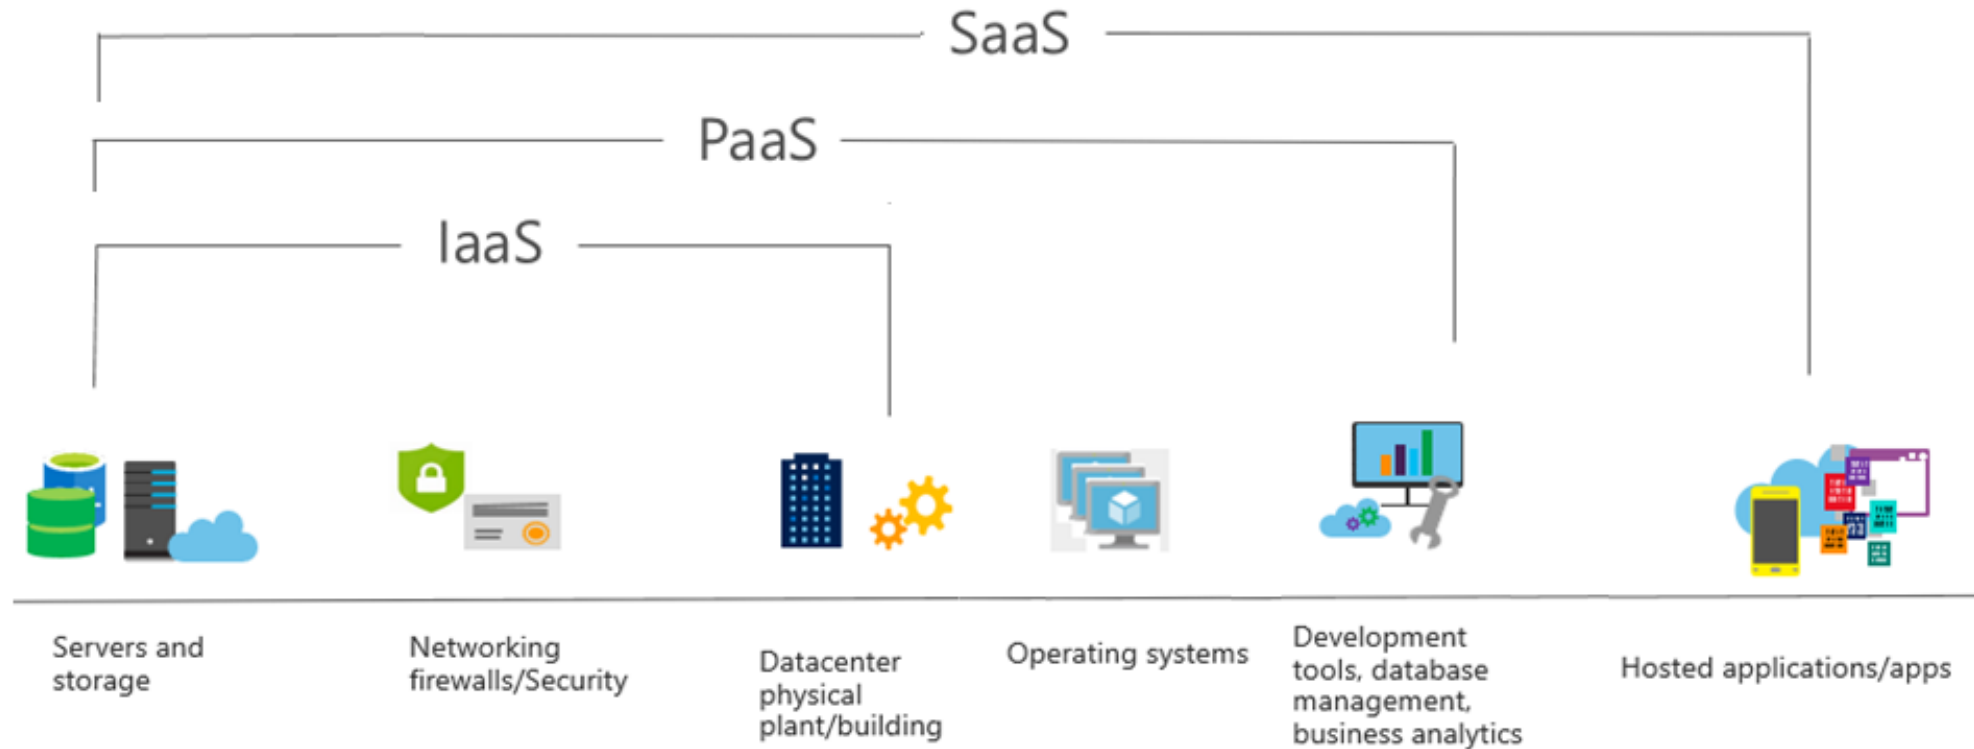 SaaS
PaaS
IaaS
Servers and
storage
Networking
firewalls/Security
Datacenter
physical
plant/building
Operating systems
Development
tools, database
management,
business analytics
Hosted applications/apps